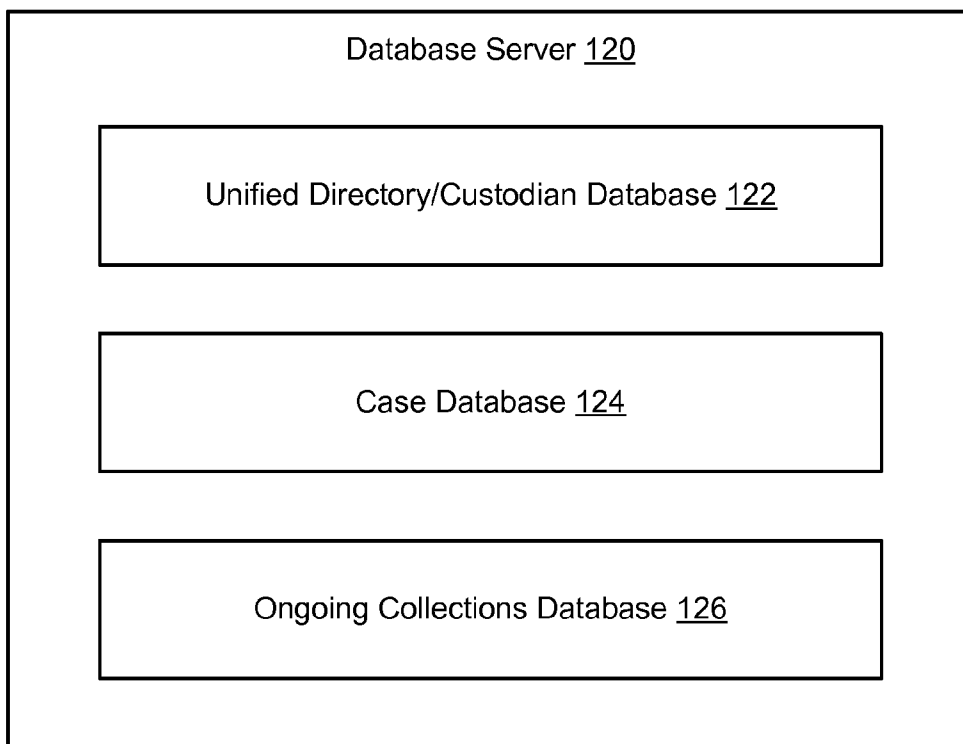 Database Server 120
Unified Directory/Custodian Database 122
Case Database 124
Ongoing Collections Database 126